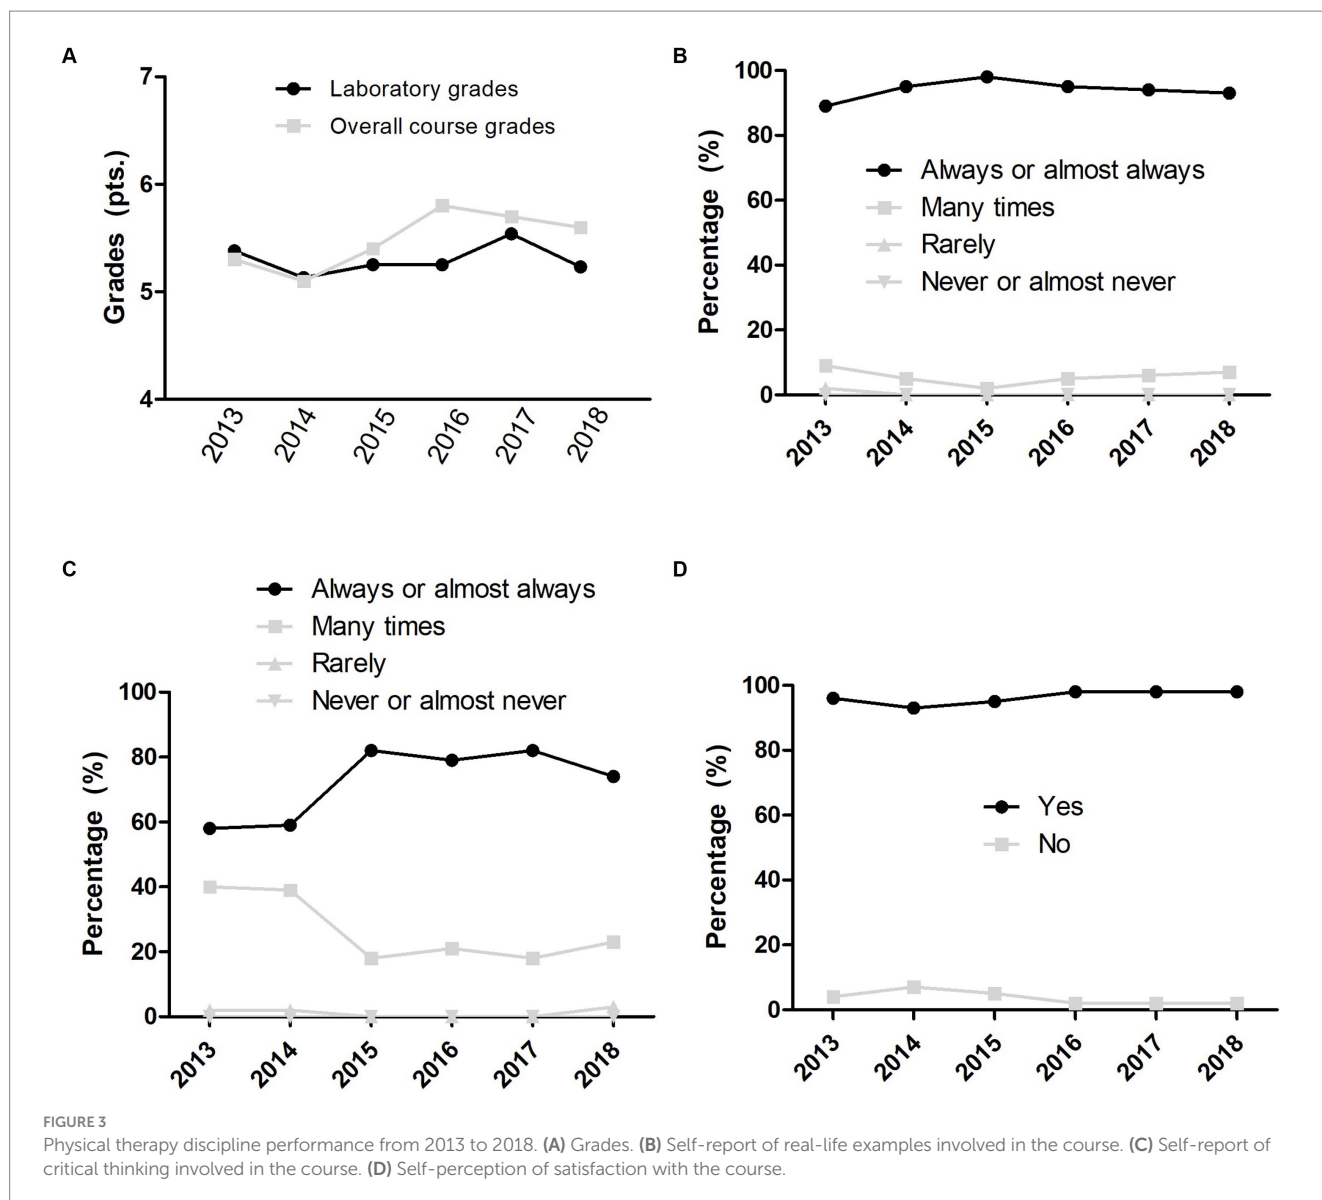 A
7
6
5
4
Grades (pts.)
Laboratory grades
Overall course grades
2013
2014
2015
2016
2017
2018
B
100
80
60
40
20
0
Percentage (%)
Always or almost always
Many times
Rarely
Never or almost never
2013
2014
2015
2016
2017
2018
C
Always or almost always
Many times
Rarely
Never or almost never
100
80
60
40
20
0
Percentage (%)
2013
2014
2015
2016
2017
2018
D
100
80
60
40
20
0
Percentage (%)
Yes
No
2013
2014
2015
2016
2017
2018
FIGURE 3
Physical therapy discipline performance from 2013 to 2018. (A) Grades. (B) Self-report of real-life examples involved in the course. (C) Self-report of
critical thinking involved in the course. (D) Self-perception of satisfaction with the course.